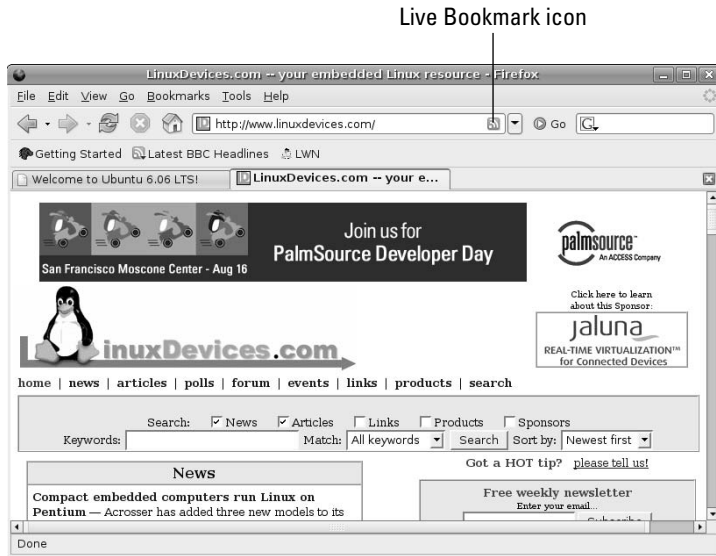 Live Bookmark icon
LinuxDevices.com -- your embedded Linux resource - Firefox
File Edit View Go Bookmarks Tools Help
http://www.linuxdevices.com/ Go G
Getting Started Latest BBC Headlines LWN
Welcome to Ubuntu 6.06 LTS! LinuxDevices.com -- your e...
Join us for
PalmSource Developer Day
San Francisco Moscone Center - Aug 16
palmsource
An ACCESS Company
Click here to learn
about this Sponsor:
jaluna
REAL-TIME VIRTUALIZATION™
for Connected Devices
LinuxDevices.com
home | news | articles | polls | forum | events | links | products | search
Search: News Articles Links Products Sponsors
Keywords: Match: All keywords Search Sort by: Newest first
Got a HOT tip? please tell us!
News
Compact embedded computers run Linux on
Pentium — Acrosser has added three new models to its
Free weekly newsletter
Enter your email...
Subscribe
Done